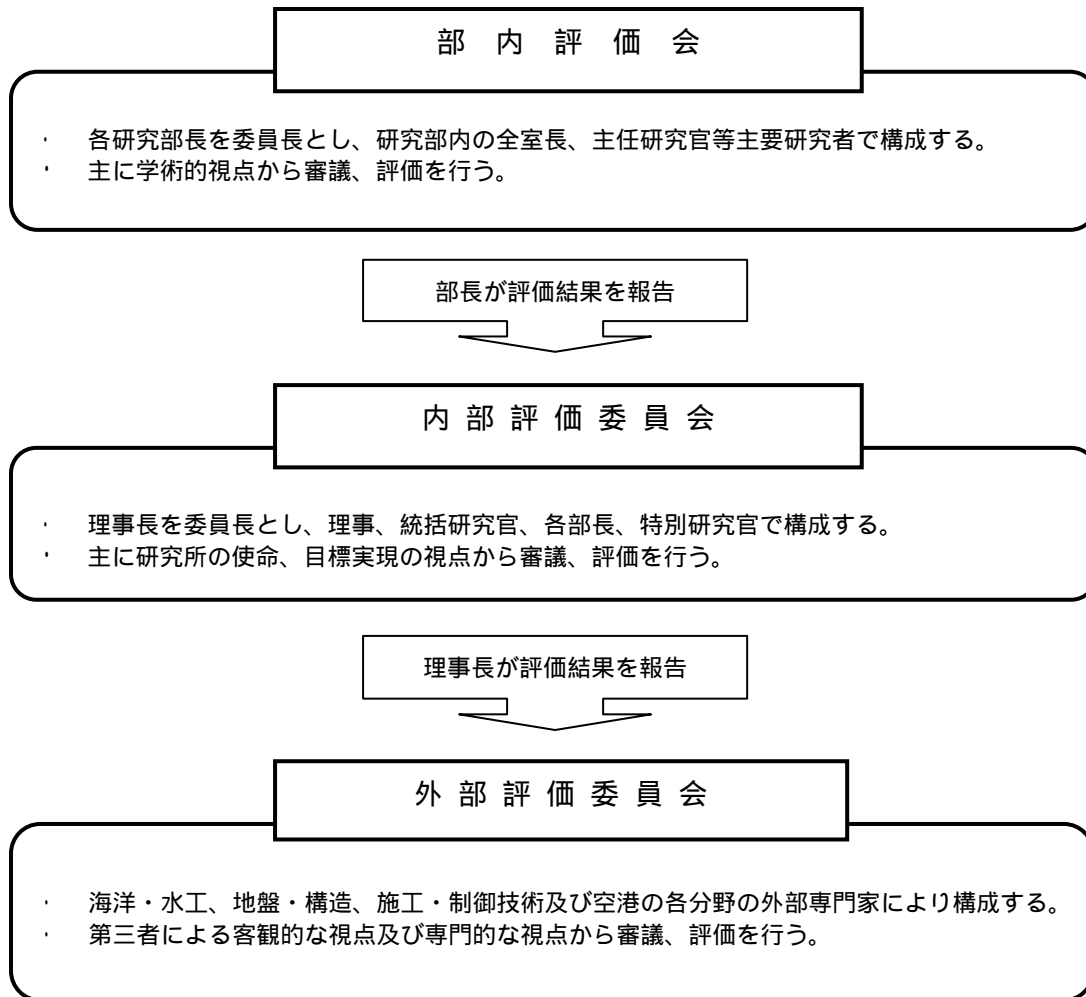 部内評価会
・ 各研究部長を委員長とし、研究部内の全室長、主任研究官等主要研究者で構成する。
・ 主に学術的視点から審議、評価を行う。
部長が評価結果を報告
内部評価委員会
・ 理事長を委員長とし、理事、統括研究官、各部長、特別研究官で構成する。
・ 主に研究所の使命、目標実現の視点から審議、評価を行う。
理事長が評価結果を報告
外部評価委員会
・ 海洋・水工、地盤・構造、施工・制御技術及び空港の各分野の外部専門家により構成する。
・ 第三者による客観的な視点及び専門的な視点から審議、評価を行う。